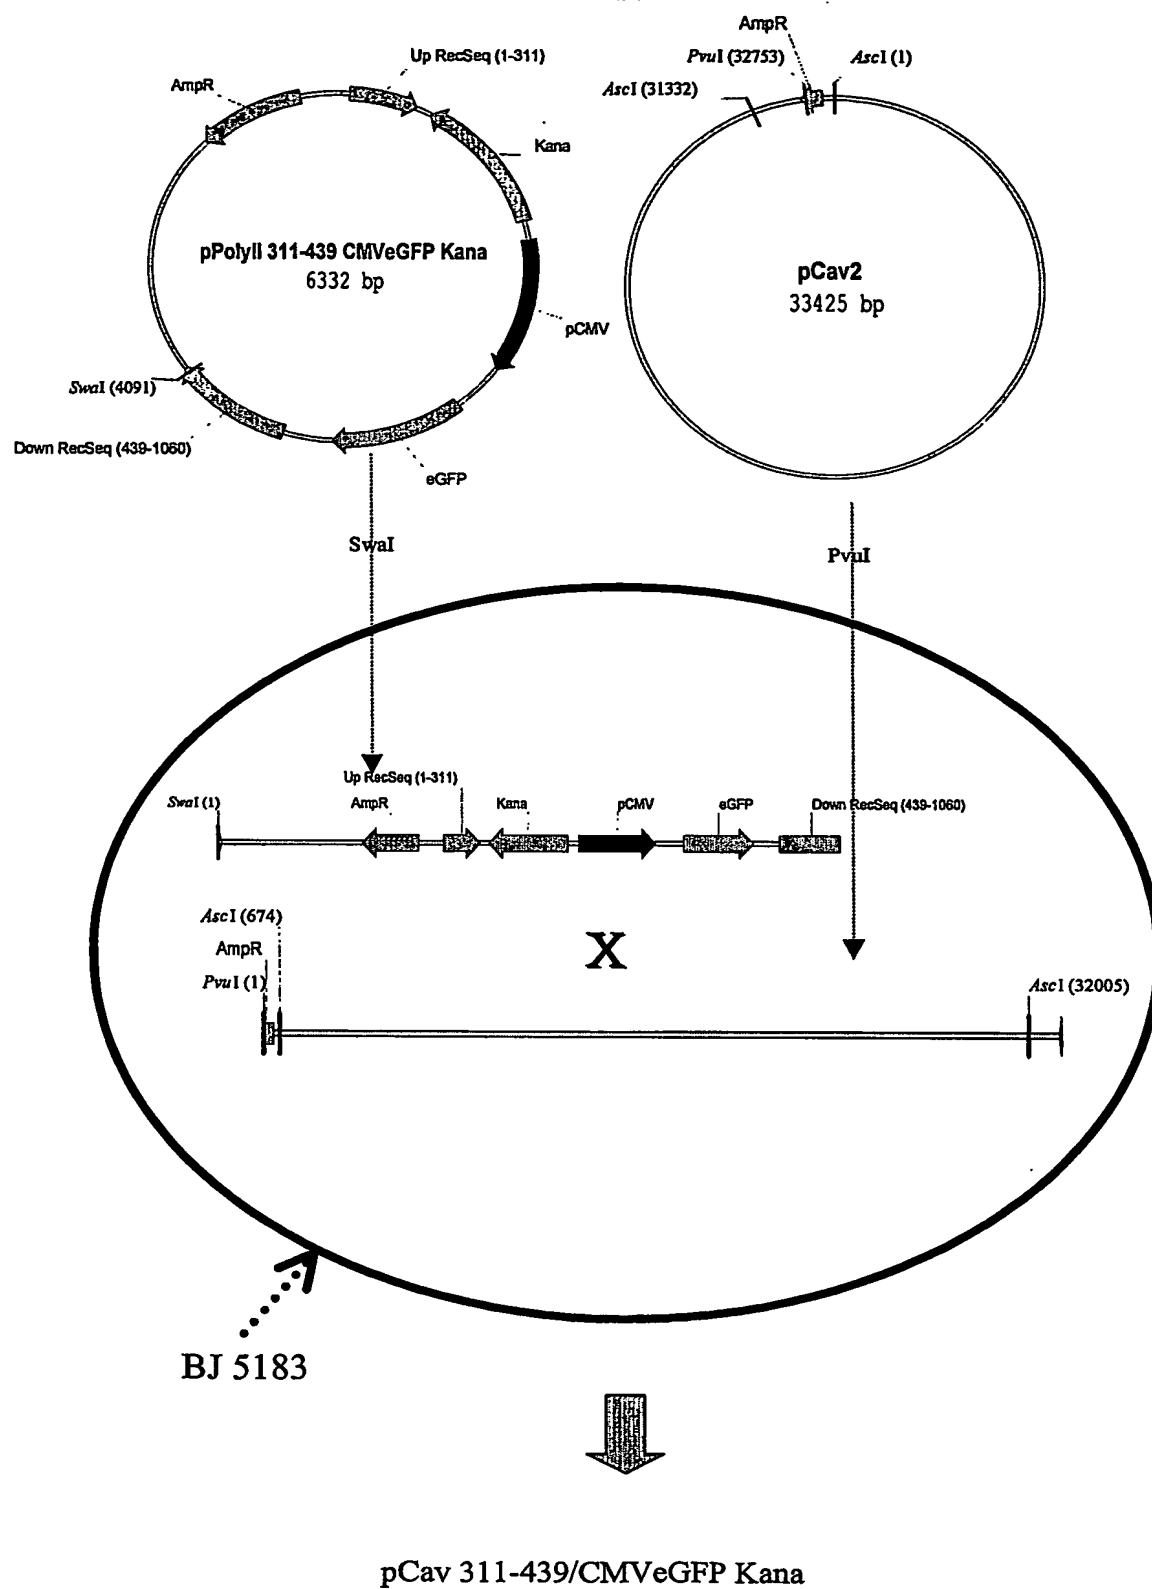 Up RecSeq (1-311)
AmpR
Kana
pPolyII 311-439 CMVeGFP Kana
6332 bp
pCMV
SwaI (4091)
Down RecSeq (439-1060)
eGFP
AmpR
PvuI (32753)
AscI (1)
AscI (31332)
pCav2
33425 bp
SwaI
PvuI
Up RecSeq (1-311)
SwaI (1)
AmpR
Kana
pCMV
eGFP
Down RecSeq (439-1060)
AscI (674)
AmpR
X
PvuI (1)
AscI (32005)
BJ 5183
pCav 311-439/CMVeGFP Kana